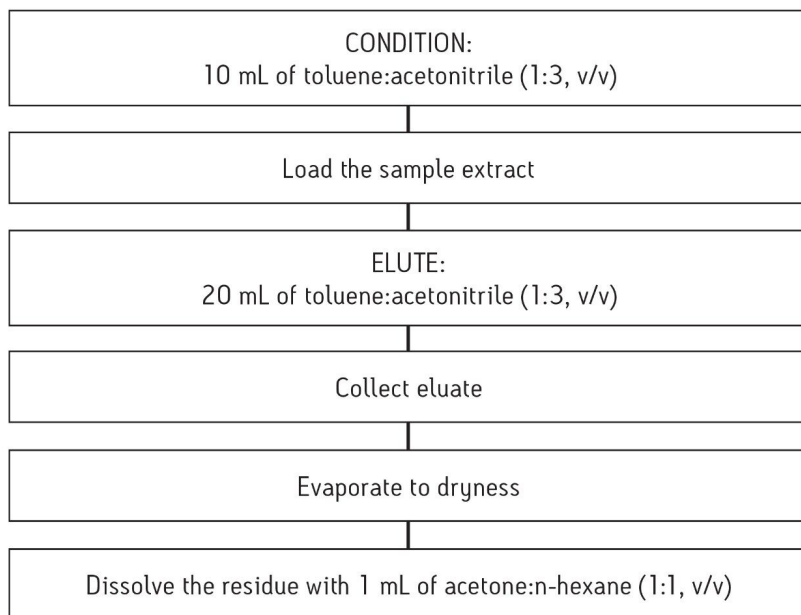 CONDITION:
10 mL of toluene:acetonitrile (1:3, v/v)
Load the sample extract
ELUTE:
20 mL of toluene:acetonitrile (1:3, v/v)
Collect eluate
Evaporate to dryness
Dissolve the residue with 1 mL of acetone:n-hexane (1:1, v/v)